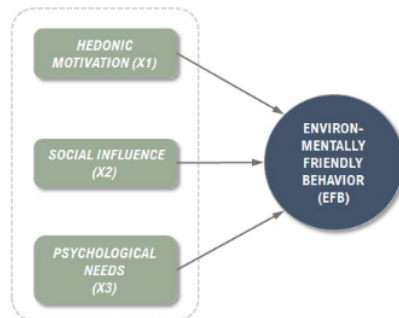 HEDONIC
MOTIVATION (X1)
SOCIAL INFLUENCE
(X2)
PSYCHOLOGICAL
NEEDS
(X3)
ENVIRON-
MENTALLY
FRIENDLY
BEHAVIOR
(EFB)